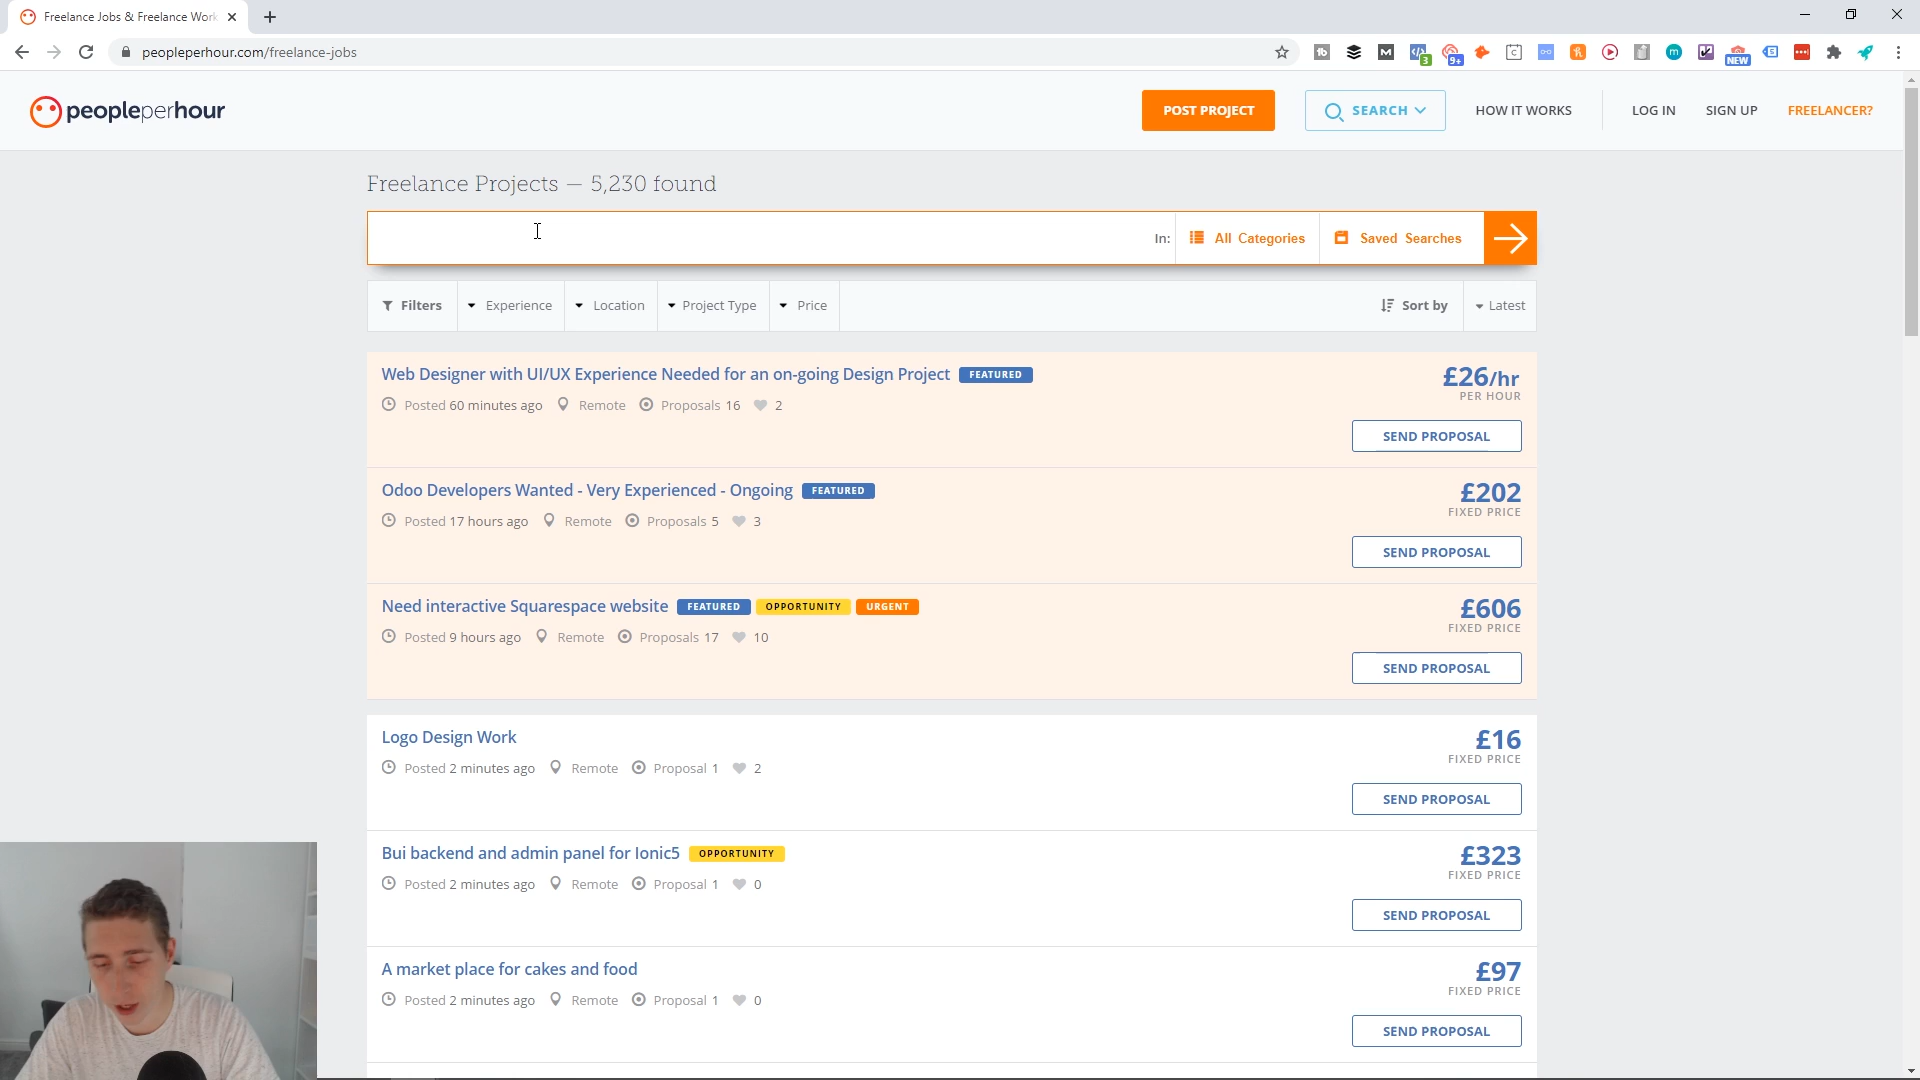 Freelance Jobs & Freelance Work
peopleperhour.com/freelance-jobs
3
9+
NEW
peopleperhour
POST PROJECT
SEARCH
HOW IT WORKS
LOG IN
SIGN UP
FREELANCER?
Freelance Projects — 5,230 found
In:
All Categories
Saved Searches
Filters
Experience
Location
Project Type
Price
Sort by
Latest
Web Designer with UI/UX Experience Needed for an on-going Design Project FEATURED
£26/hr
PER HOUR
Posted 60 minutes ago Remote Proposals 16 2
SEND PROPOSAL
Odoo Developers Wanted - Very Experienced - Ongoing FEATURED
£202
FIXED PRICE
Posted 17 hours ago Remote Proposals 5 3
SEND PROPOSAL
Need interactive Squarespace website FEATURED OPPORTUNITY URGENT
£606
FIXED PRICE
Posted 9 hours ago Remote Proposals 17 10
SEND PROPOSAL
Logo Design Work
£16
FIXED PRICE
Posted 2 minutes ago Remote Proposal 1 2
SEND PROPOSAL
Bui backend and admin panel for Ionic5 OPPORTUNITY
£323
FIXED PRICE
Posted 2 minutes ago Remote Proposal 1 0
SEND PROPOSAL
A market place for cakes and food
£97
FIXED PRICE
Posted 2 minutes ago Remote Proposal 1 0
SEND PROPOSAL